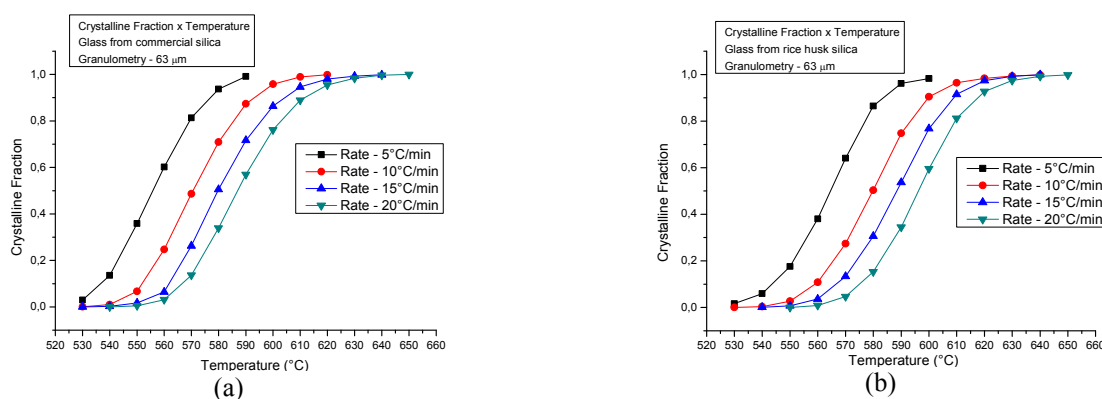 Crystalline Fraction x Temperature
Glass from commercial silica
Granulometry - 63 µm
1,0
0,8
0,6
0,4
0,2
0,0
Crystalline Fraction
Rate - 5°C/min
Rate - 10°C/min
Rate - 15°C/min
Rate - 20°C/min
520 530 540 550 560 570 580 590 600 610 620 630 640 650 660
Temperature (°C)
(a)
Crystalline Fraction x Temperature
Glass from rice husk silica
Granulometry - 63 µm
1,0
0,8
0,6
0,4
0,2
0,0
Crystalline Fraction
Rate - 5°C/min
Rate - 10°C/min
Rate - 15°C/min
Rate - 20°C/min
520 530 540 550 560 570 580 590 600 610 620 630 640 650 660
Temperature (°C)
(b)